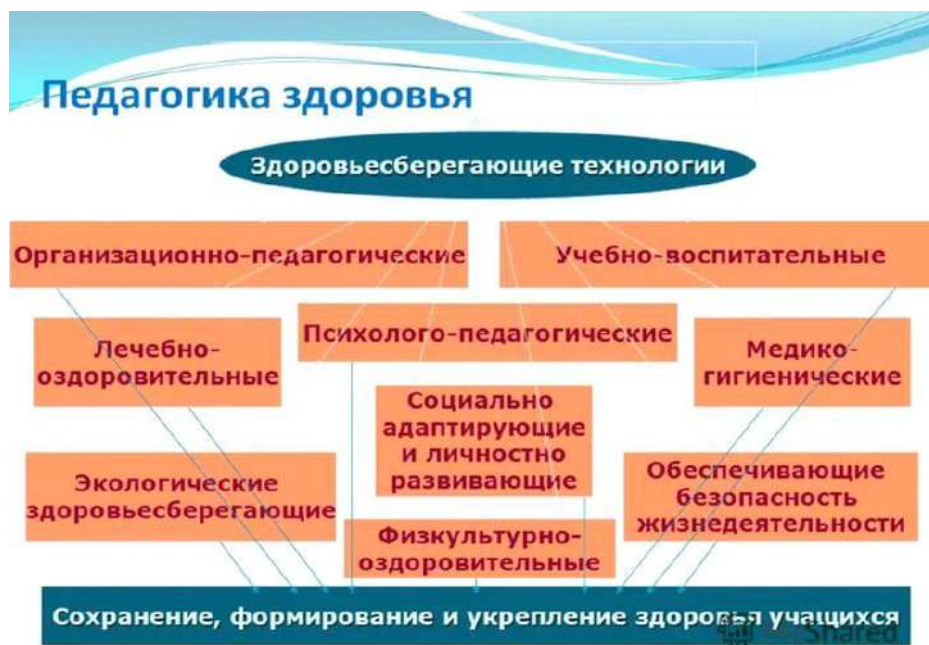 Педагогика здоровья
Здоровьесберегающие технологии
Организационно-педагогические
Учебно-воспитательные
Психолого-педагогические
Лечебно-
оздоровительные
Медико-
гигиенические
Социально
адаптирующие
и личностно
развивающие
Экологические
здоровьесберегающие
Обеспечивающие
безопасность
жизнедеятельности
Физкультурно-
оздоровительные
Сохранение, формирование и укрепление здоровья учащихся